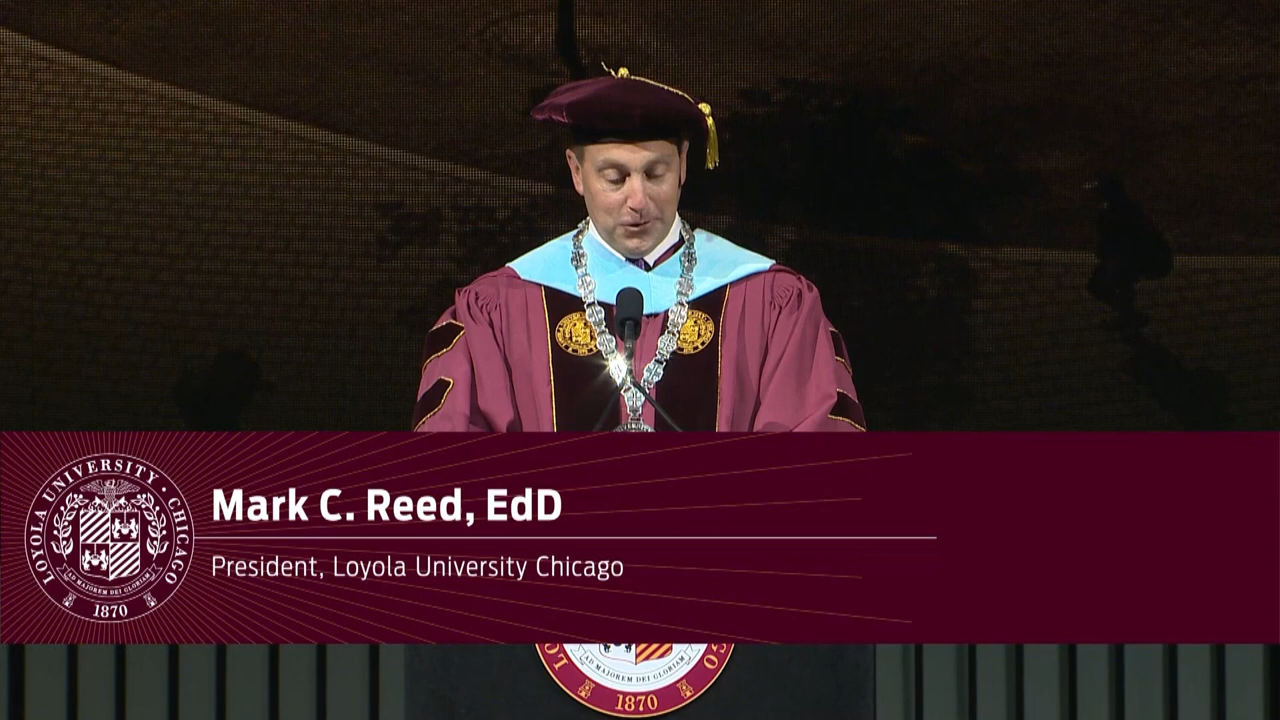 Mark C. Reed, EdD
President, Loyola University Chicago
LOYOLA UNIVERSITY · CHICAGO
AD MAJOREM DEI GLORIAM
1870
AD MAJOREM DEI GLORIAM
1870